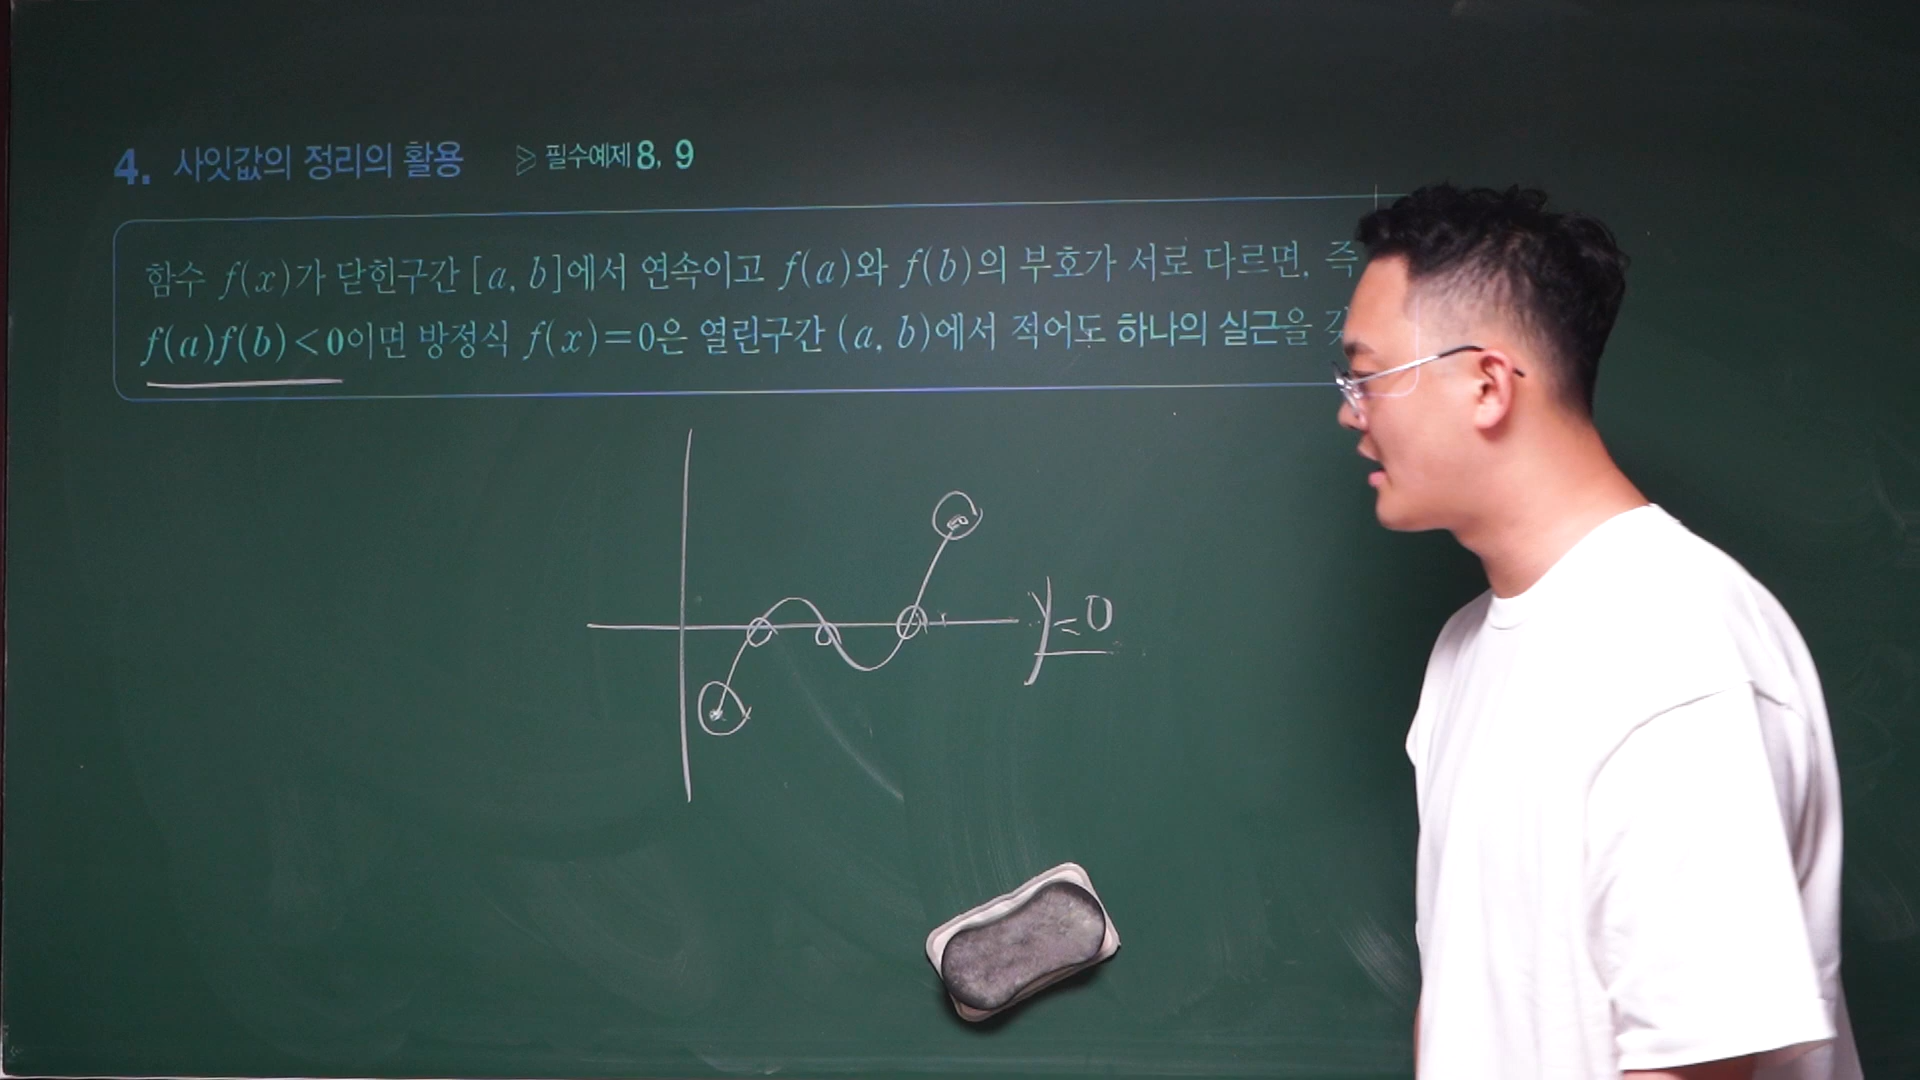 4. 사잇값의 정리의 활용 ≫ 필수예제 8, 9
함수 f(x)가 닫힌구간 [a, b]에서 연속이고 f(a)와 f(b)의 부호가 서로 다르면, 즉
f(a)f(b)<0이면 방정식 f(x)=0은 열린구간 (a, b)에서 적어도 하나의 실근을
y=0